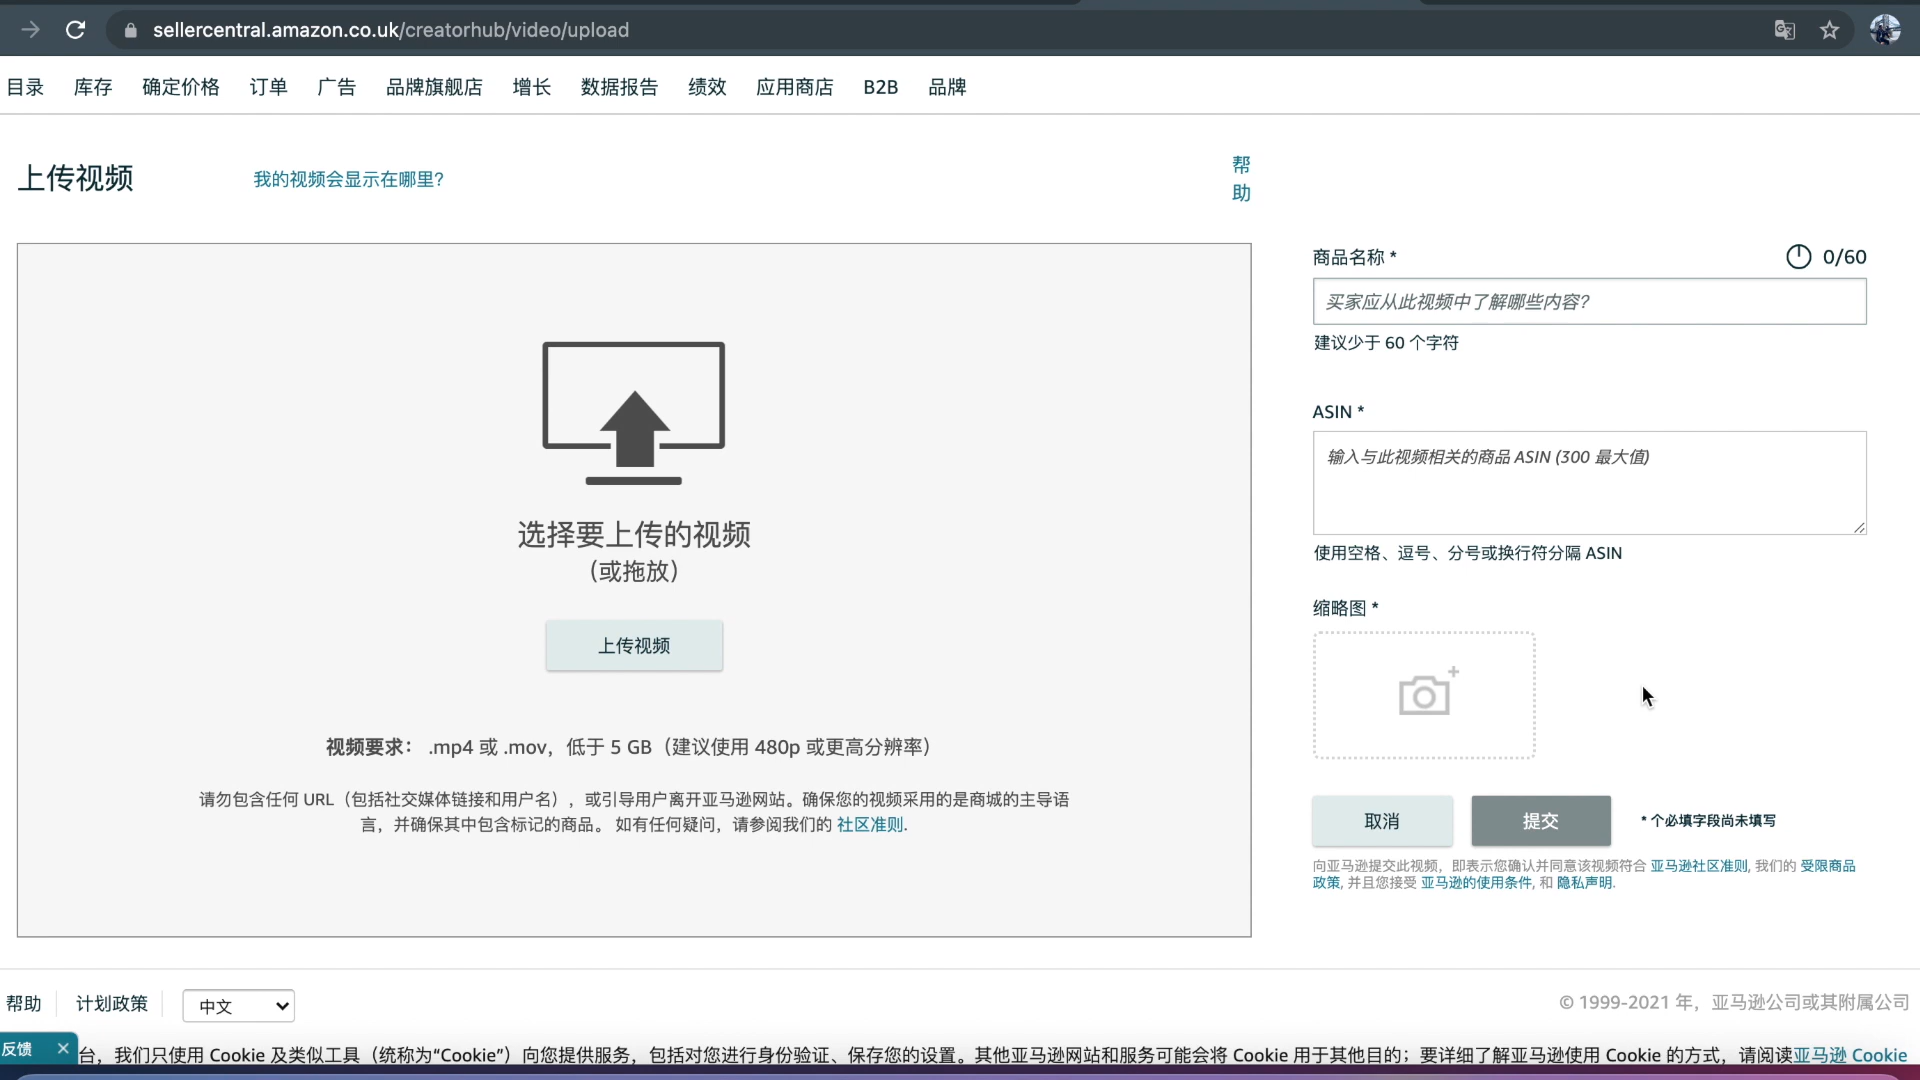 sellercentral.amazon.co.uk/creatorhub/video/upload
目录 库存 确定价格 订单 广告 品牌旗舰店 增长 数据报告 绩效 应用商店 B2B 品牌
上传视频
我的视频会显示在哪里?
帮
助
选择要上传的视频
(或拖放)
上传视频
视频要求： .mp4 或 .mov，低于 5 GB（建议使用 480p 或更高分辨率）
请勿包含任何 URL（包括社交媒体链接和用户名），或引导用户离开亚马逊网站。确保您的视频采用的是商城的主导语
言，并确保其中包含标记的商品。 如有任何疑问，请参阅我们的 社区准则.
商品名称 *
0/60
买家应从此视频中了解哪些内容?
建议少于 60 个字符
ASIN *
输入与此视频相关的商品 ASIN (300 最大值)
使用空格、逗号、分号或换行符分隔 ASIN
缩略图 *
取消 提交 * 个必填字段尚未填写
向亚马逊提交此视频，即表示您确认并同意该视频符合 亚马逊社区准则, 我们的 受限商品
政策, 并且您接受 亚马逊的使用条件, 和 隐私声明.
帮助 计划政策 中文
© 1999-2021 年，亚马逊公司或其附属公司
反馈 ×
台，我们只使用 Cookie 及类似工具（统称为“Cookie”）向您提供服务，包括对您进行身份验证、保存您的设置。其他亚马逊网站和服务可能会将 Cookie 用于其他目的；要详细了解亚马逊使用 Cookie 的方式，请阅读亚马逊 Cookie